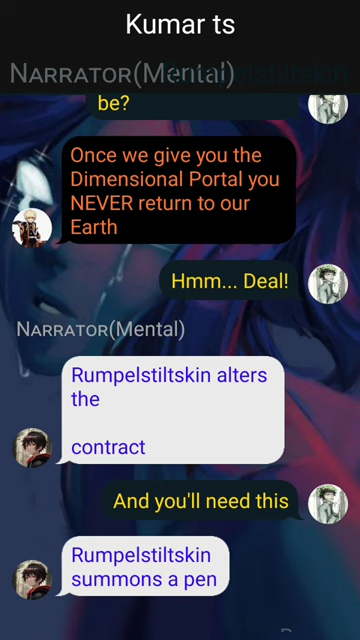 Kumar ts
Narrator(Mental)
be?
Once we give you the
Dimensional Portal you
NEVER return to our
Earth
Hmm... Deal!
Narrator(Mental)
Rumpelstiltskin alters
the
contract
And you'll need this
Rumpelstiltskin
summons a pen